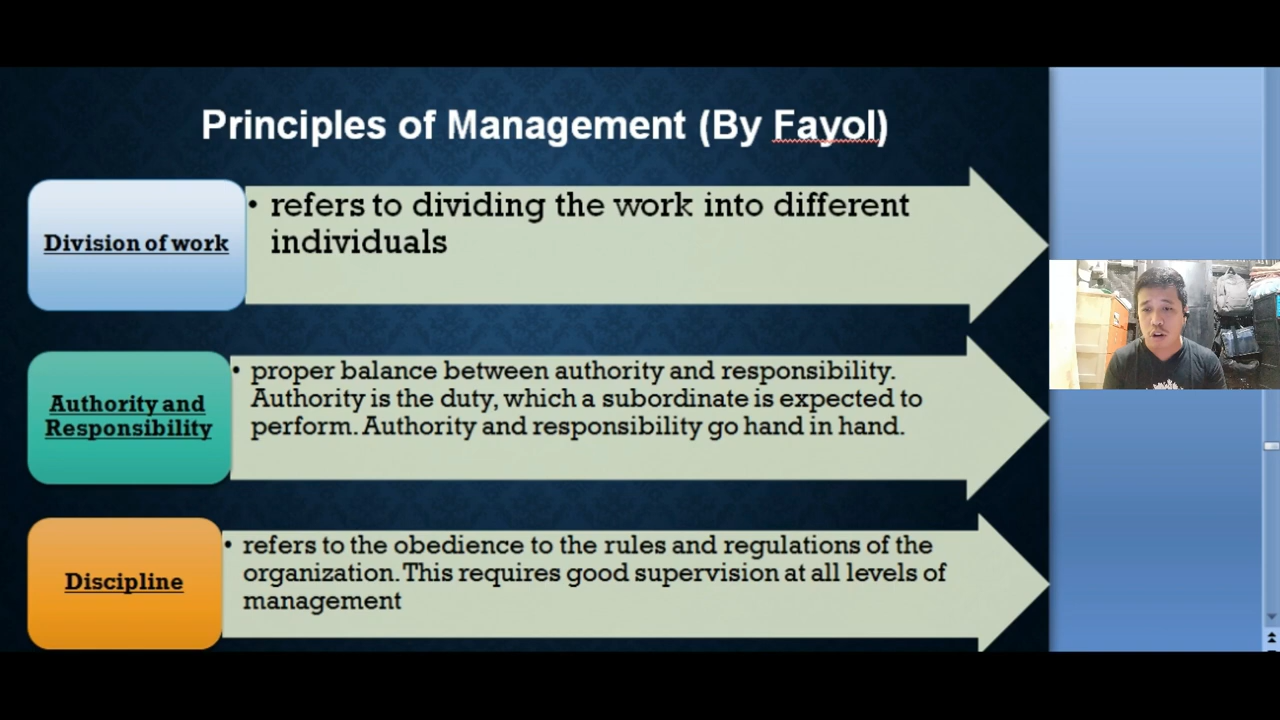 Principles of Management (By Fayol)
Division of work
• refers to dividing the work into different
individuals
Authority and
Responsibility
• proper balance between authority and responsibility.
Authority is the duty, which a subordinate is expected to
perform. Authority and responsibility go hand in hand.
Discipline
• refers to the obedience to the rules and regulations of the
organization. This requires good supervision at all levels of
management